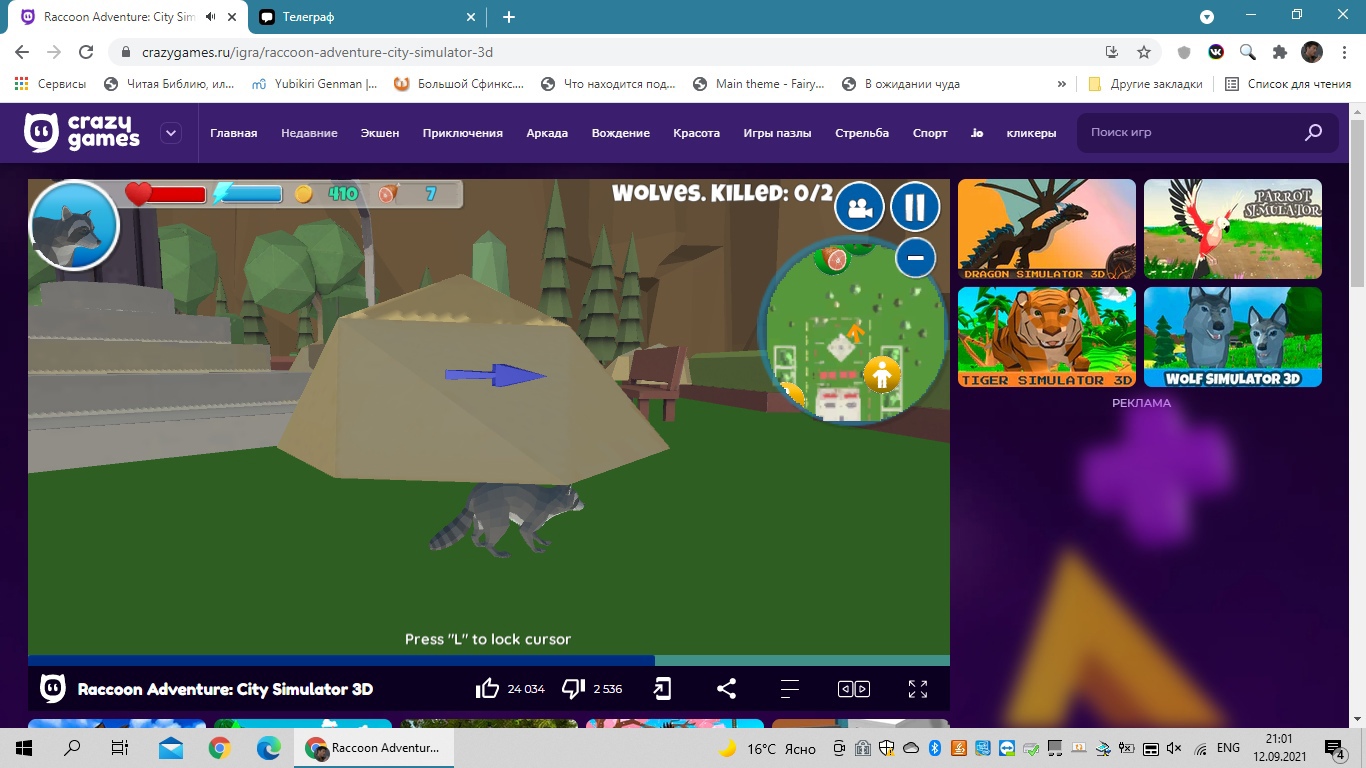 Raccoon Adventure: City Sim
Телеграф
crazygames.ru/igra/raccoon-adventure-city-simulator-3d
Сервисы
Читая Библию, ил...
Yubikiri Genman |...
Большой Сфинкс....
Что находится под...
Main theme - Fairy...
В ожидании чуда
»
Другие закладки
Список для чтения
crazy
games
Главная
Недавние
Экшен
Приключения
Аркада
Вождение
Красота
Игры пазлы
Стрельба
Спорт
.io
кликеры
Поиск игр
410
7
WOLVES. KILLED: 0/2
DRAGON SIMULATOR 3D
PARROT
SIMULATOR
TIGER SIMULATOR 3D
WOLF SIMULATOR 3D
РЕКЛАМА
Press "L" to lock cursor
Raccoon Adventure: City Simulator 3D
24 034
2 536
Raccoon Adventur...
16°C Ясно
ENG
21:01
12.09.2021
4